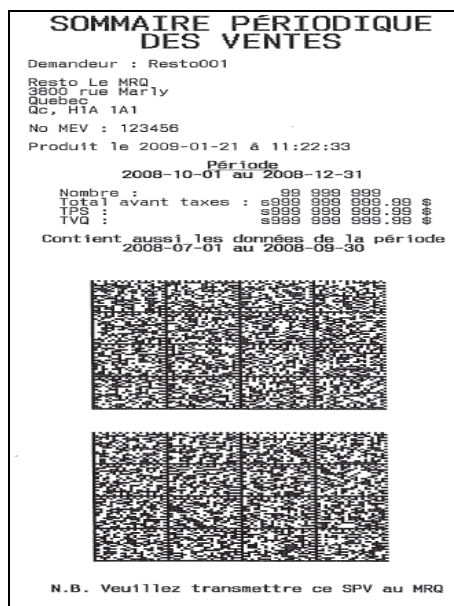 SOMMAIRE PÉRIODIQUE
DES VENTES
Demandeur : Resto001
Resto Le MRQ
3800 rue Marly
Quebec
Qc, H1A 1A1
No MEV : 123456
Produit le 2009-01-21 à 11:22:33
Période
2008-10-01 au 2008-12-31
Nombre : 99 999 999
Total avant taxes : s999 999 999.99 $
TPS : s999 999 999.99 $
TVQ : s999 999 999.99 $
Contient aussi les données de la période
2008-07-01 au 2008-09-30
N.B. Veuillez transmettre ce SPV au MRQ